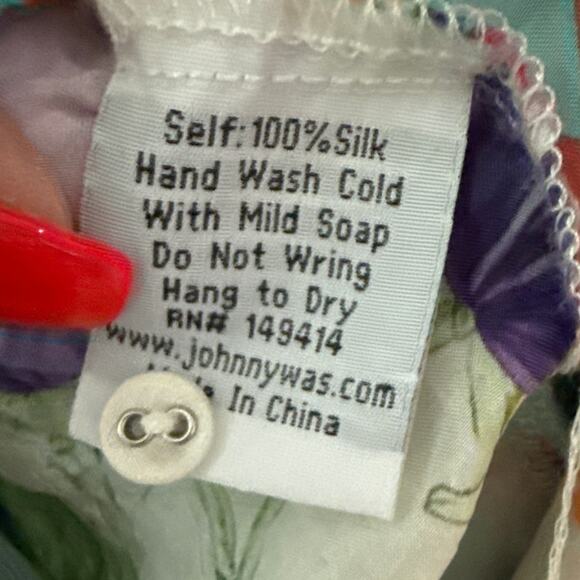 Self: 100% Silk
Hand Wash Cold
With Mild Soap
Do Not Wring
Hang to Dry
RN# 149414
www.johnnywas.com
In China